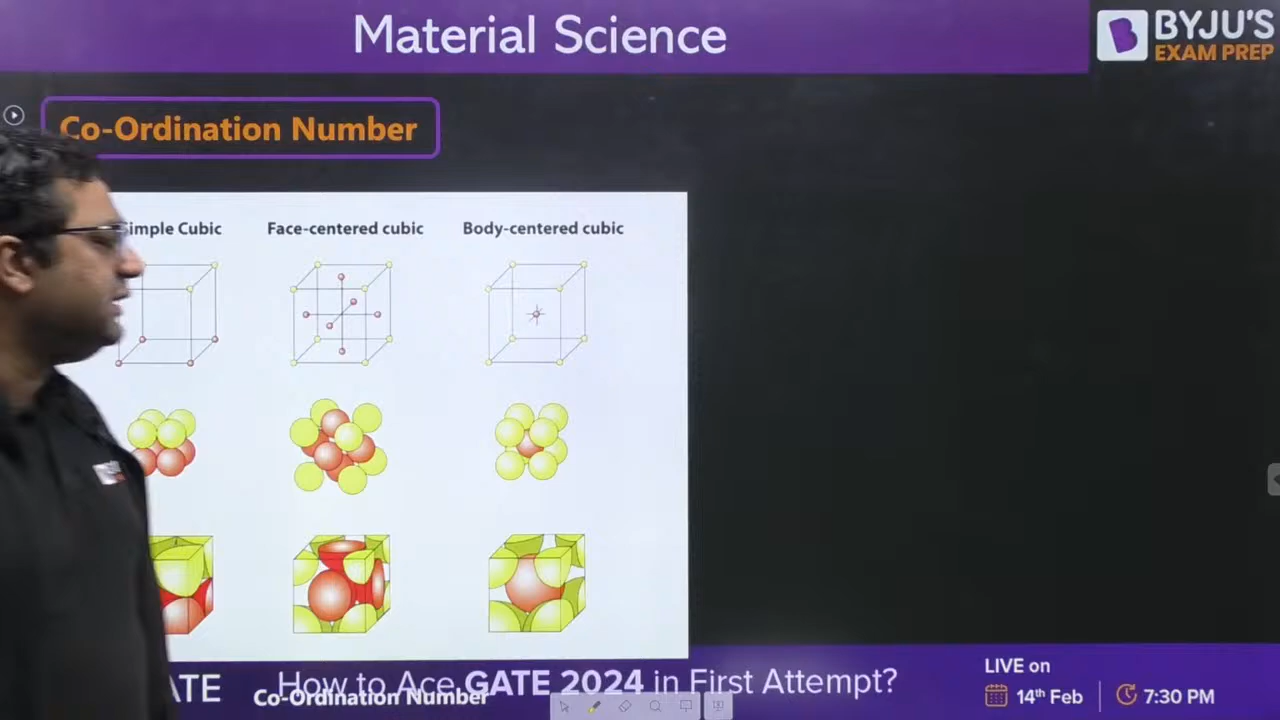 Material Science
BYJU'S
EXAM PREP
Co-Ordination Number
imple Cubic
Face-centered cubic
Body-centered cubic
How to Ace GATE 2024 in First Attempt?
Co-Ordination Number
LIVE on
14th Feb
7:30 PM